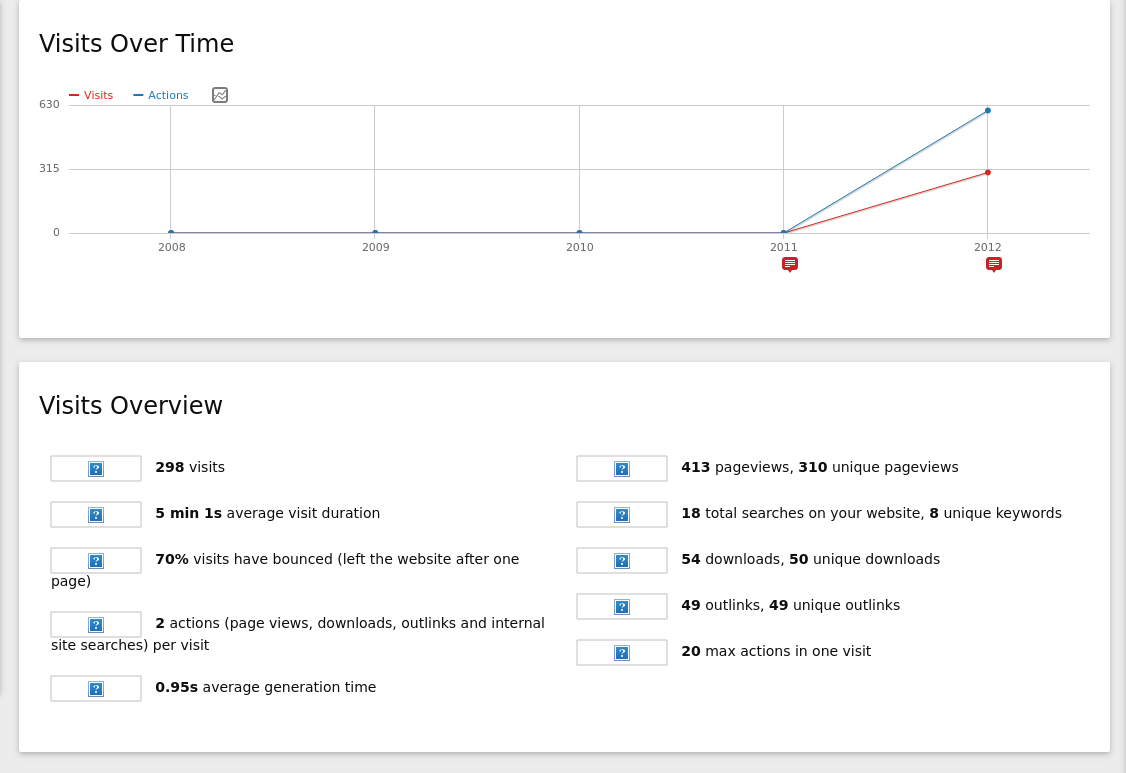 Visits Over Time
Visits Actions
630
315
0
2008 2009 2010 2011 2012
Visits Overview
298 visits
5 min 1s average visit duration
70% visits have bounced (left the website after one
page)
2 actions (page views, downloads, outlinks and internal
site searches) per visit
0.95s average generation time
413 pageviews, 310 unique pageviews
18 total searches on your website, 8 unique keywords
54 downloads, 50 unique downloads
49 outlinks, 49 unique outlinks
20 max actions in one visit